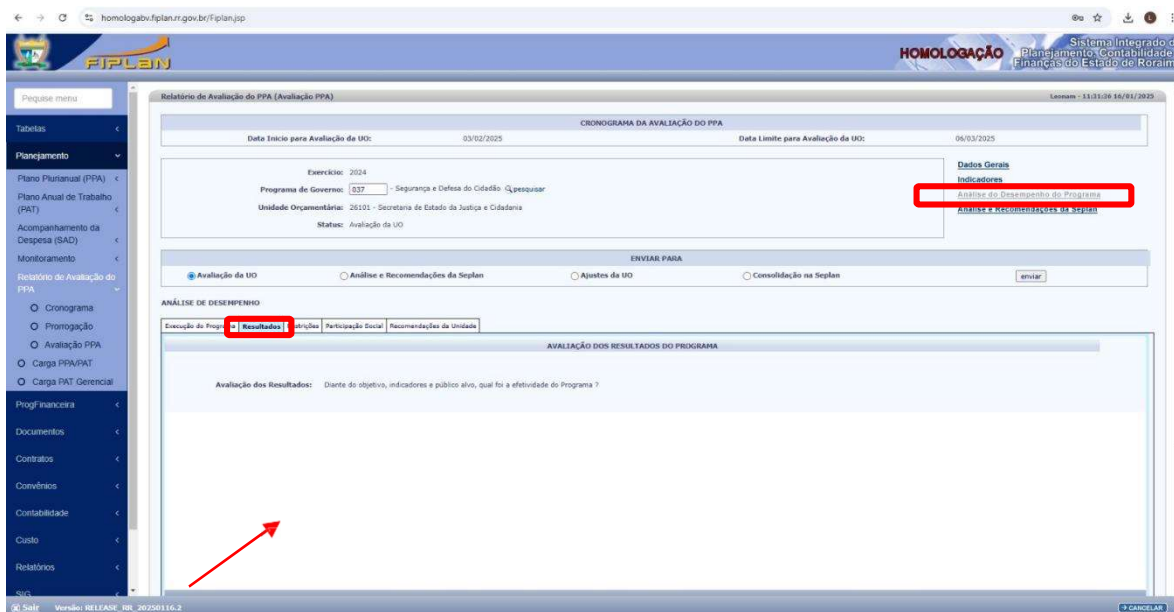 homologabv.fiplan.rr.gov.br/Fiplan.jsp
FIPLAN
HOMOLOGAÇÃO
Sistema Integrado d
Planejamento, Contabilidade
Finanças do Estado de Roraim
Pequise menu
Relatório de Avaliação do PPA (Avaliação PPA)
Leonam - 11:31:36 16/01/2025
CRONOGRAMA DA AVALIAÇÃO DO PPA
Data Início para Avaliação da UO: 03/02/2025 Data Limite para Avaliação da UO: 06/03/2025
Exercício: 2024
Programa de Governo: 037 - Segurança e Defesa do Cidadão pesquisar
Unidade Orçamentária: 26101 - Secretaria de Estado da Justiça e Cidadania
Status: Avaliação da UO
Dados Gerais
Indicadores
Análise do Desempenho do Programa
Análise e Recomendações da Seplan
ENVIAR PARA
Avaliação da UO Análise e Recomendações da Seplan Ajustes da UO Consolidação na Seplan enviar
ANÁLISE DE DESEMPENHO
Execução do Programa Resultados Restrições Participação Social Recomendações da Unidade
AVALIAÇÃO DOS RESULTADOS DO PROGRAMA
Avaliação dos Resultados: Diante do objetivo, indicadores e público alvo, qual foi a efetividade do Programa ?
Tabelas
Planejamento
Plano Plurianual (PPA)
Plano Anual de Trabalho
(PAT)
Acompanhamento da
Despesa (SAD)
Monitoramento
Relatório de Avaliação do
PPA
Cronograma
Prorrogação
Avaliação PPA
Carga PPA/PAT
Carga PAT Gerencial
ProgFinanceira
Documentos
Contratos
Convênios
Contabilidade
Custo
Relatórios
SIG
Sair Versão: RELEASE_RR_20250116.2
CANCELAR